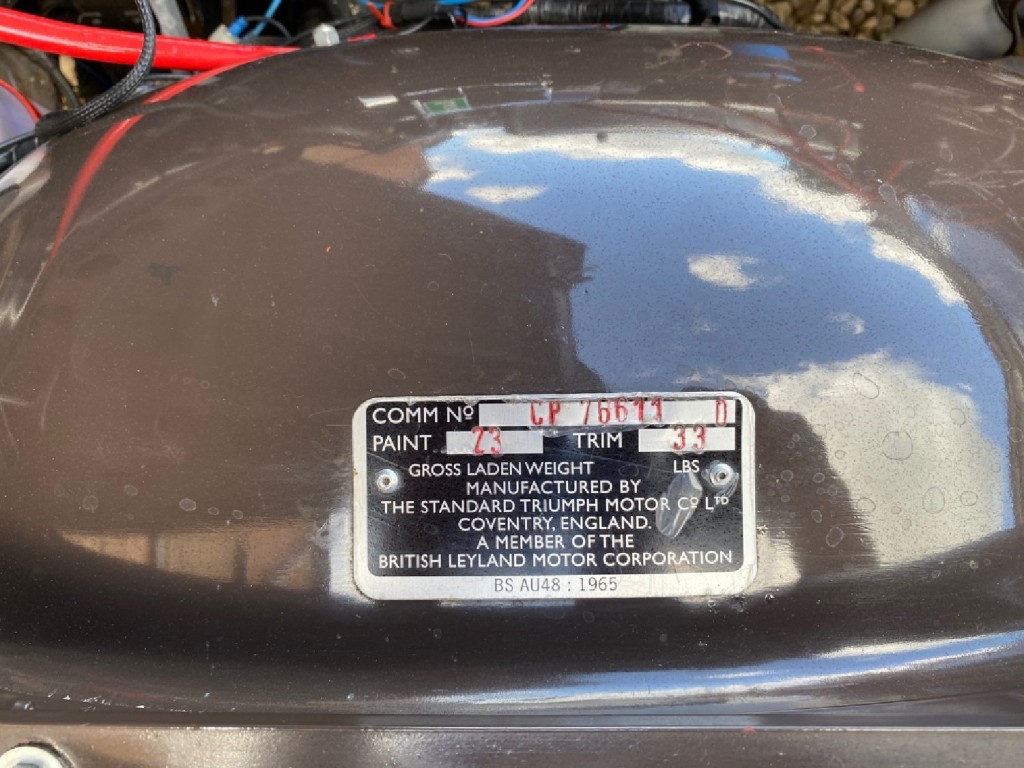 COMM Nº CP 76611 O
PAINT 23 TRIM 33
GROSS LADEN WEIGHT LBS
MANUFACTURED BY
THE STANDARD TRIUMPH MOTOR Cº LTD
COVENTRY, ENGLAND.
A MEMBER OF THE
BRITISH LEYLAND MOTOR CORPORATION
BS AU48 : 1965